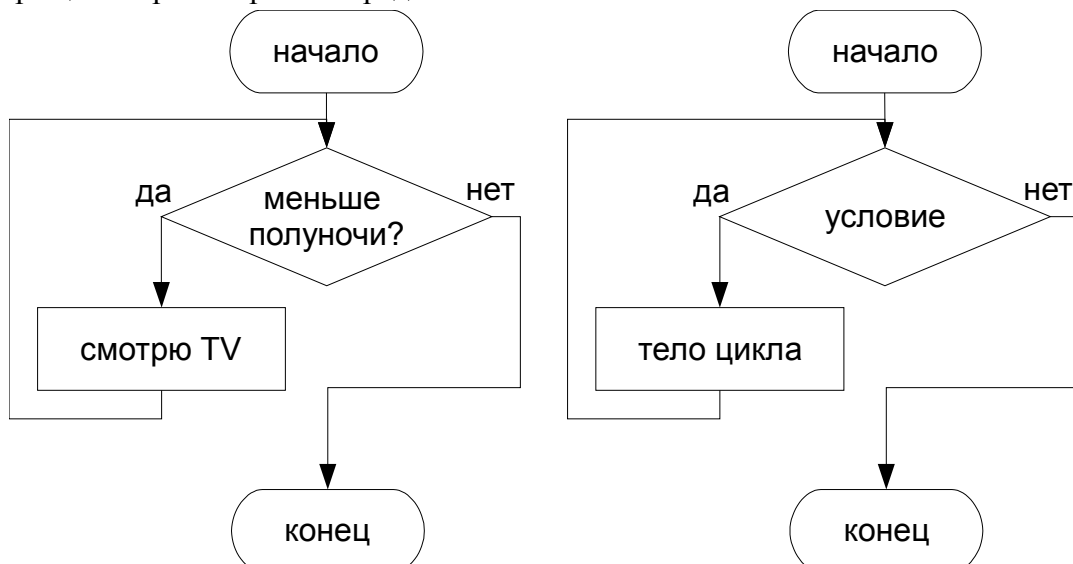 начало
да
меньше
полуночи?
нет
смотрю TV
конец
начало
да
условие
нет
тело цикла
конец